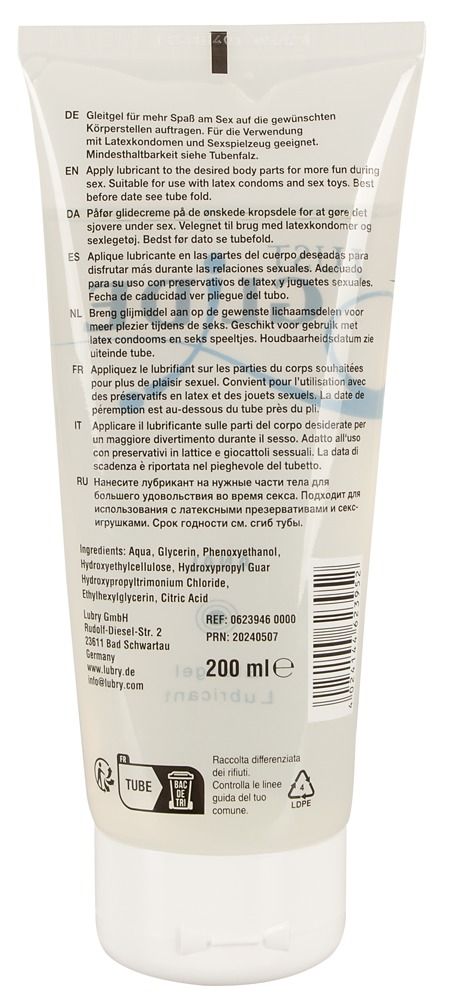 DE Gleitgel für mehr Spaß am Sex auf die gewünschten
Körperstellen auftragen. Für die Verwendung
mit Latexkondomen und Sexspielzeug geeignet.
Mindesthaltbarkeit siehe Tubenfalz.
EN Apply lubricant to the desired body parts for more fun during
sex. Suitable for use with latex condoms and sex toys. Best
before date see tube fold.
DA Påfør glidecreme på de ønskede kropsdele for at gøre det
sjovere under sex. Velegnet til brug med latexkondomer og
sexlegetøj. Bedst før dato se tubefold.
ES Aplique lubricante en las partes del cuerpo deseadas para
disfrutar más durante las relaciones sexuales. Adecuado
para su uso con preservativos de latex y juguetes sexuales.
Fecha de caducidad ver pliegue del tubo.
NL Breng glijmiddel aan op de gewenste lichaamsdelen voor
meer plezier tijdens de seks. Geschikt voor gebruik met
latex condooms en seks speeltjes. Houdbaarheidsdatum zie
uiteinde tube.
FR Appliquez le lubrifiant sur les parties du corps souhaitées
pour plus de plaisir sexuel. Convient pour l'utilisation avec
des préservatifs en latex et des jouets sexuels. La date de
péremption est au-dessous du tube près du pli.
IT Applicare il lubrificante sulle parti del corpo desiderate per
un maggiore divertimento durante il sesso. Adatto all'uso
con preservativi in lattice e giocattoli sessuali. La data di
scadenza è riportata nel pieghevole del tubetto.
RU Нанесите лубрикант на нужные части тела для
большего удовольствия во время секса. Подходит для
использования с латексными презервативами и секс-
игрушками. Срок годности см. сгиб тубы.
Ingredients: Aqua, Glycerin, Phenoxyethanol,
Hydroxyethylcellulose, Hydroxypropyl Guar
Hydroxypropyltrimonium Chloride,
Ethylhexylglycerin, Citric Acid
Lubry GmbH
Rudolf-Diesel-Str. 2
23611 Bad Schwartau
Germany
www.lubry.de
info@lubry.com
REF: 0623946 0000
PRN: 20240507
200 ml ℮
4024144623952
gel
Lubricant
FR
TUBE
BAC
DE
TRI
Raccolta differenziata
dei rifiuti.
Controlla le linee
guida del tuo
comune.
4
LDPE